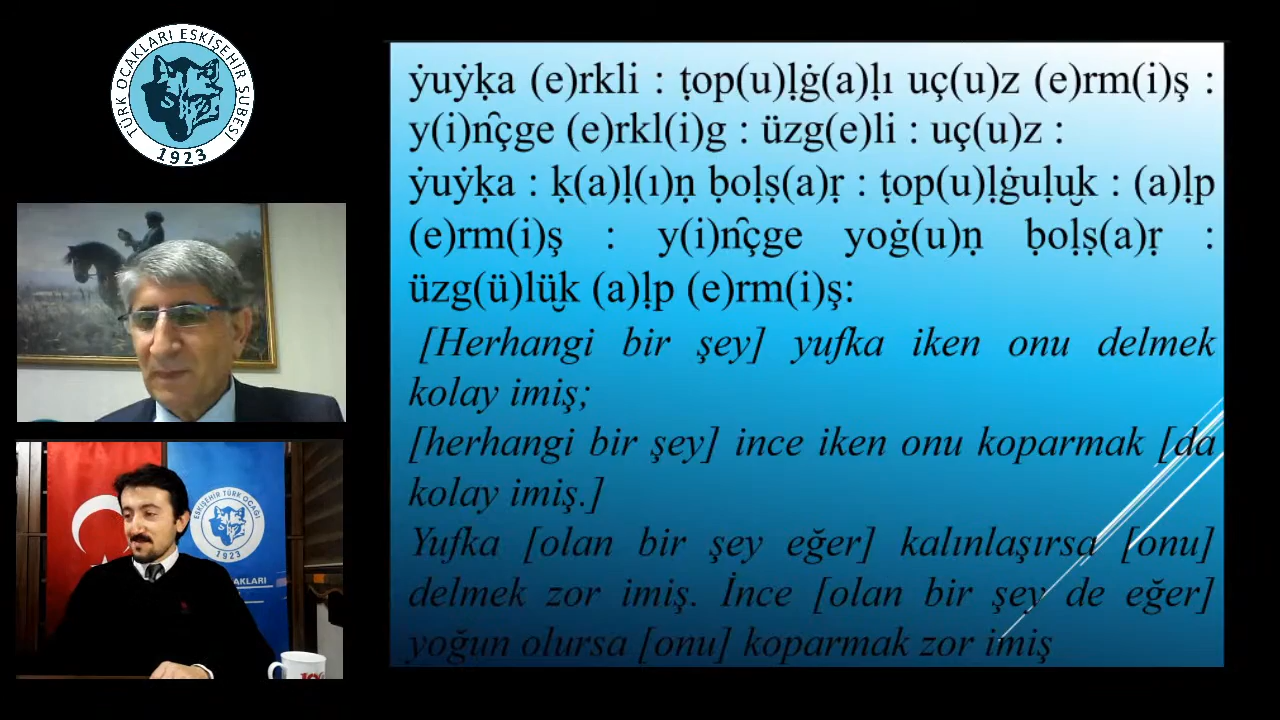 TÜRK OCAKLARI ESKİŞEHİR ŞUBESİ
1923
ẏuẏḳa (e)rkli : ṭop(u)ḷġ(a)ḷı uç(u)z (e)rm(i)ş :
y(i)n͡çge (e)rkl(i)g : üzg(e)li : uç(u)z :
ẏuẏḳa : ḳ(a)ḷ(ı)ṇ ḅoḷṣ(a)ṛ : ṭop(u)ḷġuḷuḳ̮ : (a)ḷp
(e)rm(i)ş : y(i)n͡çge yoġ(u)ṇ ḅoḷṣ(a)ṛ :
üzg(ü)lük̮ (a)ḷp (e)rm(i)ş:
[Herhangi bir şey] yufka iken onu delmek
kolay imiş;
[herhangi bir şey] ince iken onu koparmak [da
kolay imiş.]
Yufka [olan bir şey eğer] kalınlaşırsa [onu]
delmek zor imiş. İnce [olan bir şey de eğer]
yoğun olursa [onu] koparmak zor imiş
ESKİŞEHİR TÜRK OCAĞI
1923
OCAKLARI